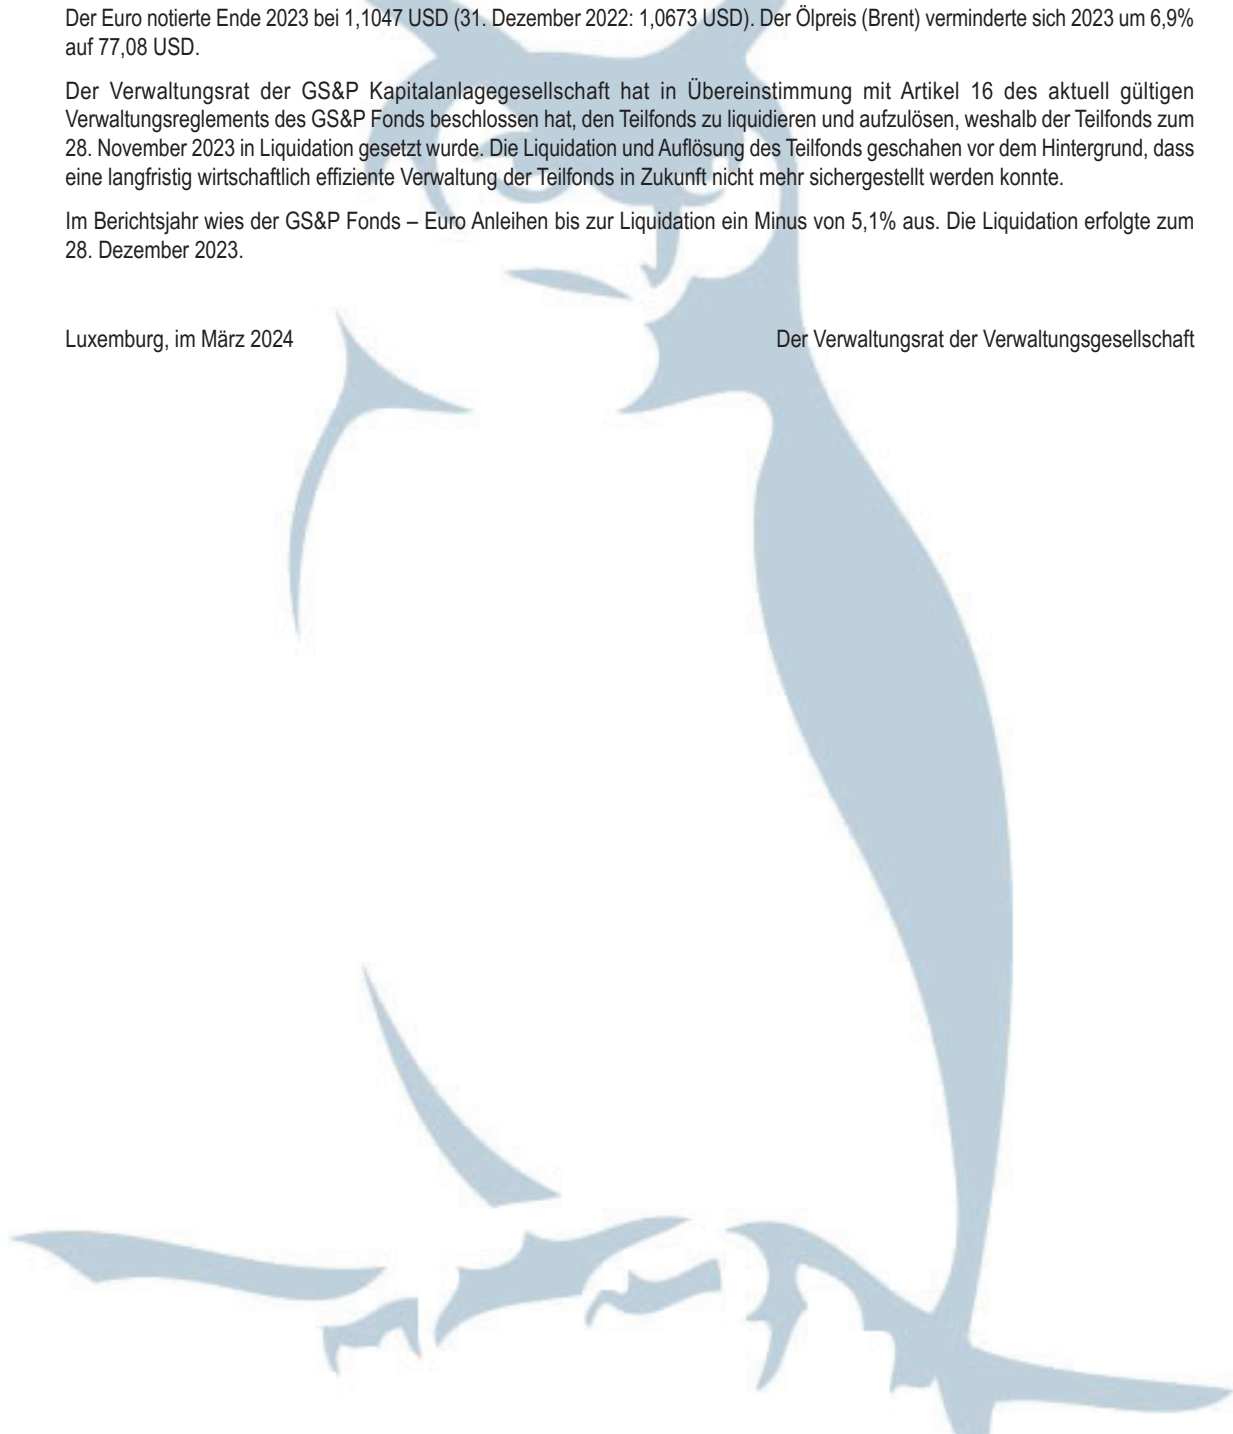 Der Euro notierte Ende 2023 bei 1,1047 USD (31. Dezember 2022: 1,0673 USD). Der Ölpreis (Brent) verminderte sich 2023 um 6,9%
auf 77,08 USD.
Der Verwaltungsrat der GS&P Kapitalanlagegesellschaft hat in Übereinstimmung mit Artikel 16 des aktuell gültigen
Verwaltungsreglements des GS&P Fonds beschlossen hat, den Teilfonds zu liquidieren und aufzulösen, weshalb der Teilfonds zum
28. November 2023 in Liquidation gesetzt wurde. Die Liquidation und Auflösung des Teilfonds geschahen vor dem Hintergrund, dass
eine langfristig wirtschaftlich effiziente Verwaltung der Teilfonds in Zukunft nicht mehr sichergestellt werden konnte.
Im Berichtsjahr wies der GS&P Fonds – Euro Anleihen bis zur Liquidation ein Minus von 5,1% aus. Die Liquidation erfolgte zum
28. Dezember 2023.
Luxemburg, im März 2024 Der Verwaltungsrat der Verwaltungsgesellschaft